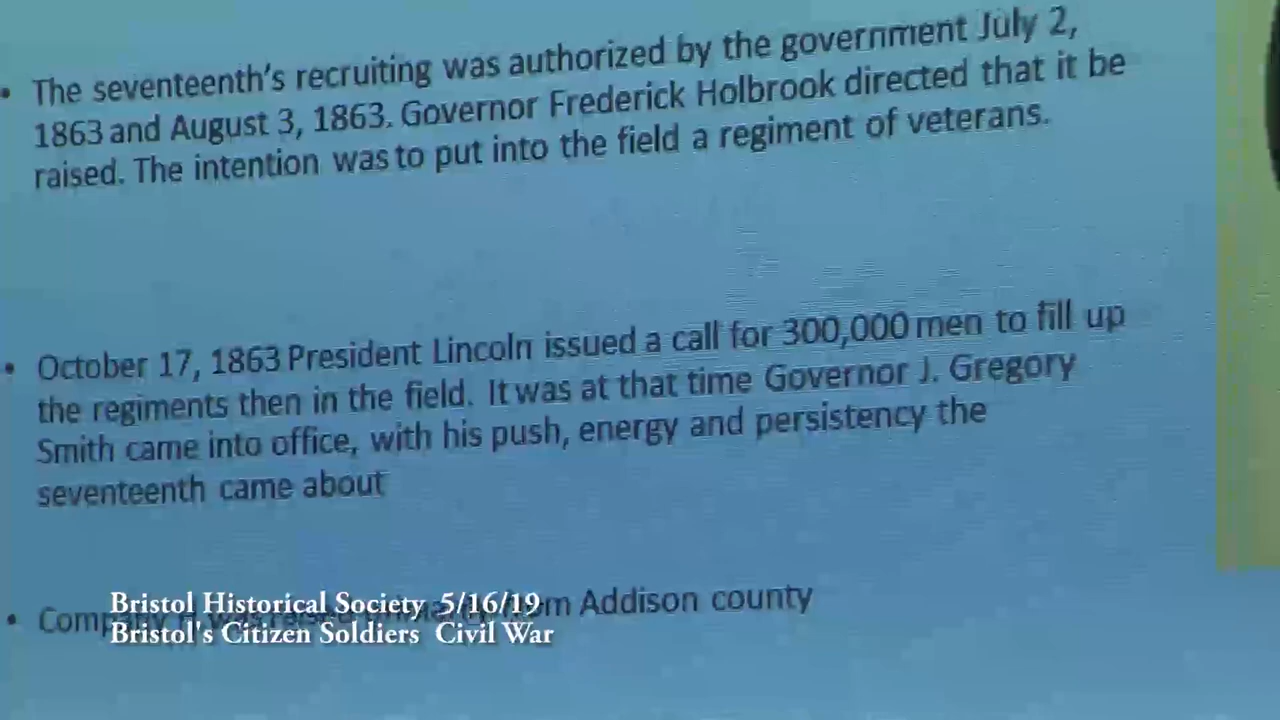 • The seventeenth's recruiting was authorized by the government July 2,
1863 and August 3, 1863. Governor Frederick Holbrook directed that it be
raised. The intention was to put into the field a regiment of veterans.
• October 17, 1863 President Lincoln issued a call for 300,000 men to fill up
the regiments then in the field. It was at that time Governor J. Gregory
Smith came into office, with his push, energy and persistency the
seventeenth came about
• Addison county
Bristol Historical Society 5/16/19
Bristol's Citizen Soldiers Civil War